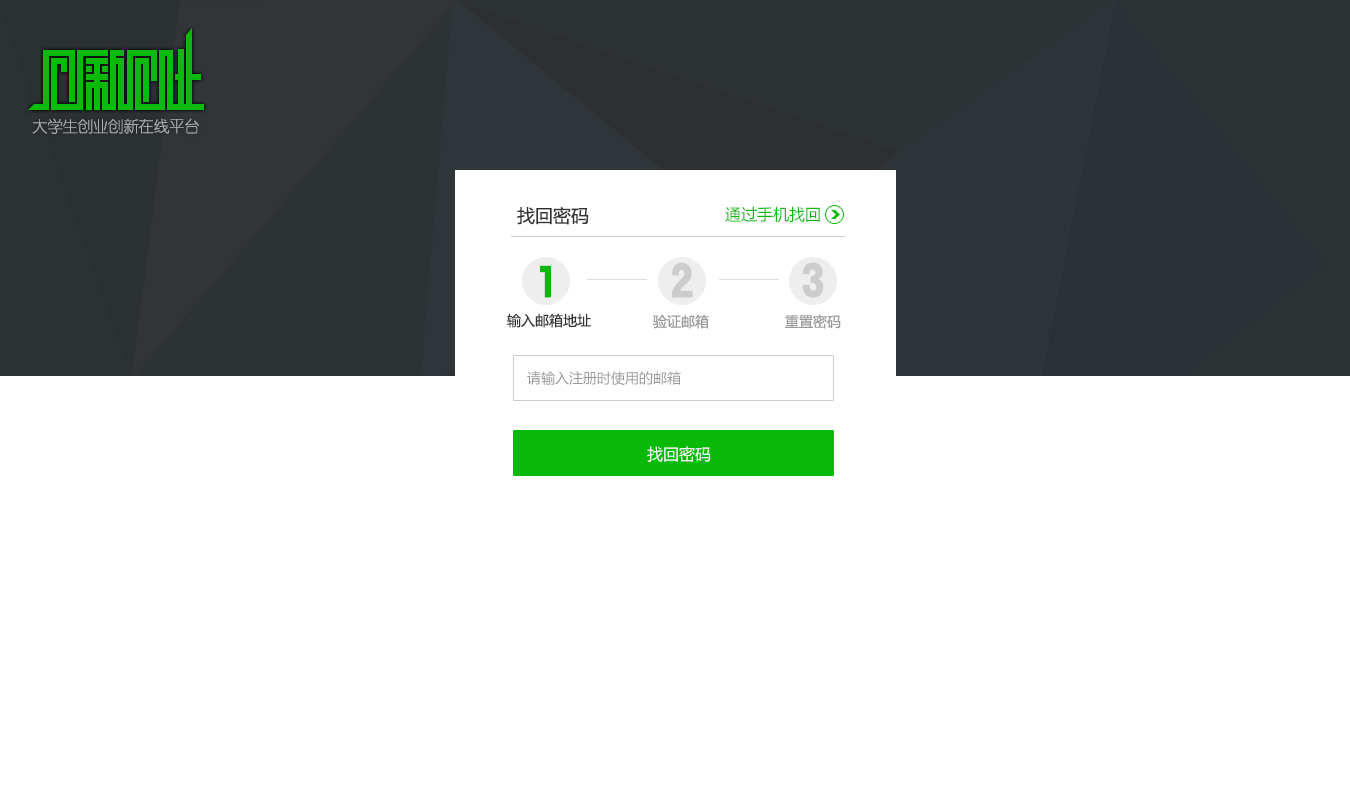 创新创业
大学生创业创新在线平台
找回密码
通过手机找回
1
2
3
输入邮箱地址
验证邮箱
重置密码
请输入注册时使用的邮箱
找回密码